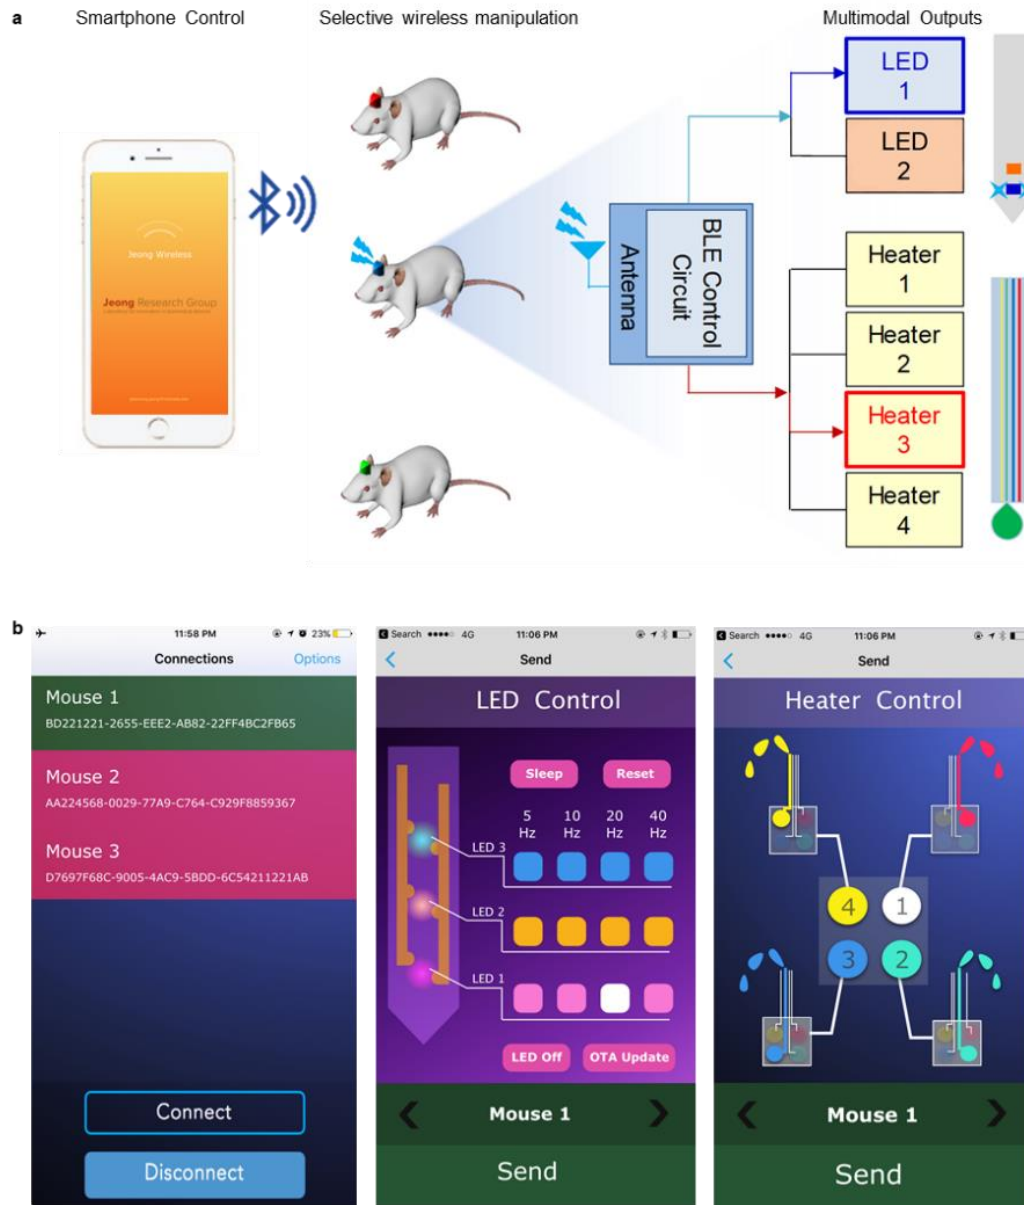 a
Smartphone Control
Selective wireless manipulation
Multimodal Outputs
Jeong Wireless
Jeong Research Group
Antenna
BLE Control
Circuit
LED
1
LED
2
Heater
1
Heater
2
Heater
3
Heater
4
b
11:58 PM
23%
Connections
Options
Mouse 1
BD221221-2655-EEE2-AB82-22FF4BC2FB65
Mouse 2
AA224568-0029-77A9-C764-C929F8859367
Mouse 3
D7697F68C-9005-4AC9-5BDD-6C54211221AB
Connect
Disconnect
Search
4G
11:06 PM
Send
LED Control
Sleep
Reset
5
Hz
10
Hz
20
Hz
40
Hz
LED 3
LED 2
LED 1
LED Off
OTA Update
Mouse 1
Send
Search
4G
11:06 PM
Send
Heater Control
4
1
3
2
Mouse 1
Send